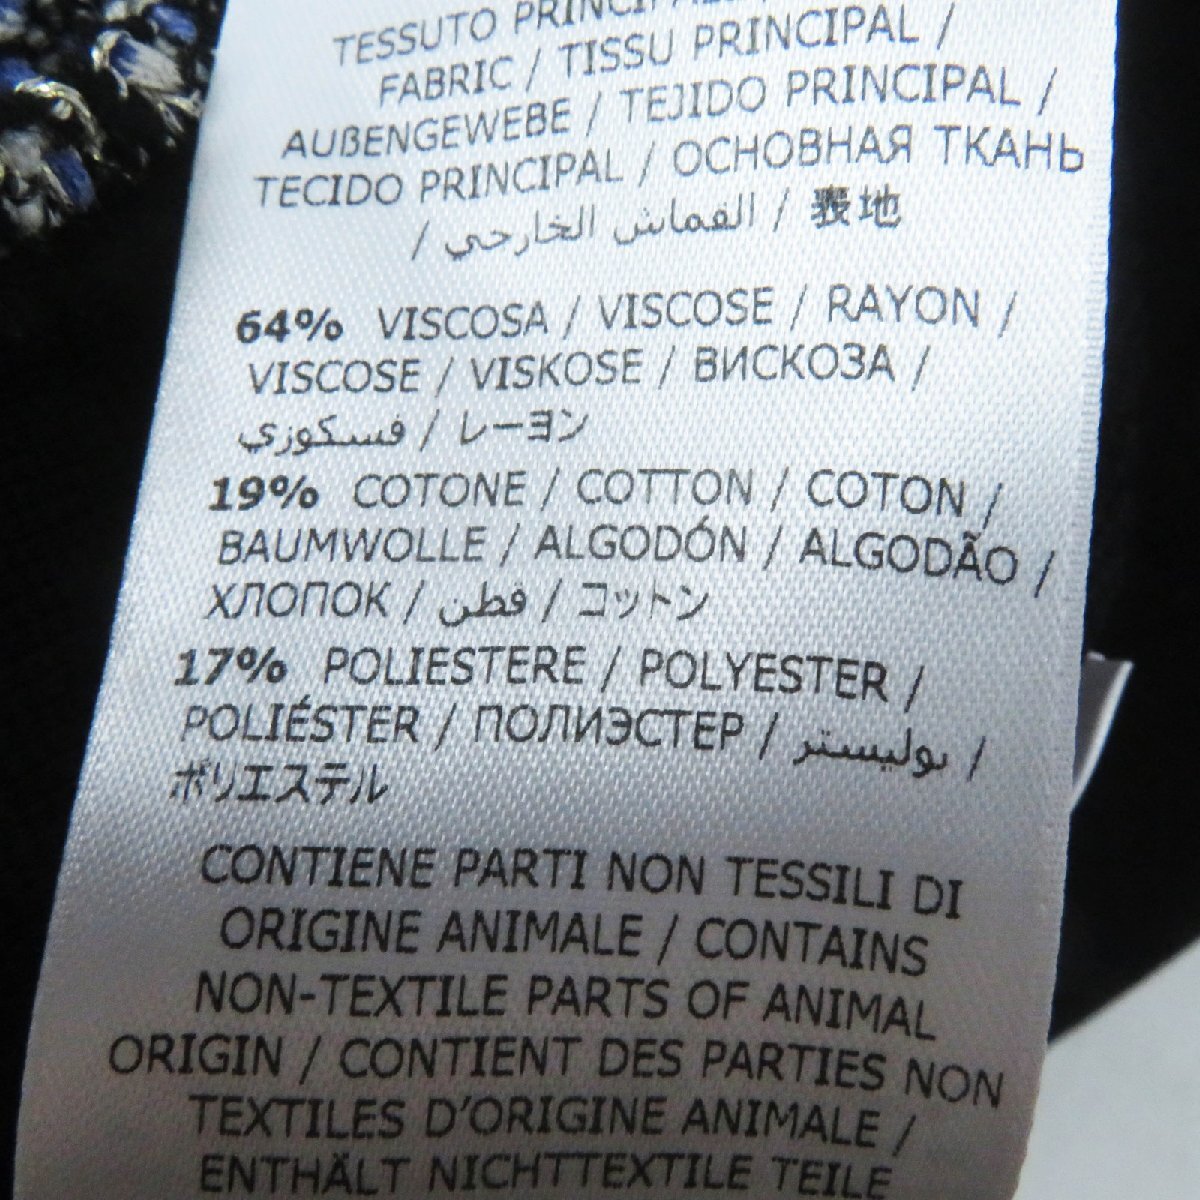 TESSUTO PRINCIPALE
FABRIC / TISSU PRINCIPAL /
AUßENGEWEBE / TEJIDO PRINCIPAL /
TECIDO PRINCIPAL / ОСНОВНАЯ ТКАНЬ
/ القماش الخارجي / 表地
64% VISCOSA / VISCOSE / RAYON /
VISCOSE / VISKOSE / ВИСКОЗА /
فسكوزي / レーヨン
19% COTONE / COTTON / COTON /
BAUMWOLLE / ALGODÓN / ALGODÃO /
ХЛОПОК / قطن / コットン
17% POLIESTERE / POLYESTER /
POLIÉSTER / ПОЛИЭСТЕР / بوليستر /
ポリエステル
CONTIENE PARTI NON TESSILI DI
ORIGINE ANIMALE / CONTAINS
NON-TEXTILE PARTS OF ANIMAL
ORIGIN / CONTIENT DES PARTIES NON
TEXTILES D'ORIGINE ANIMALE /
ENTHÄLT NICHTTEXTILE TEILE